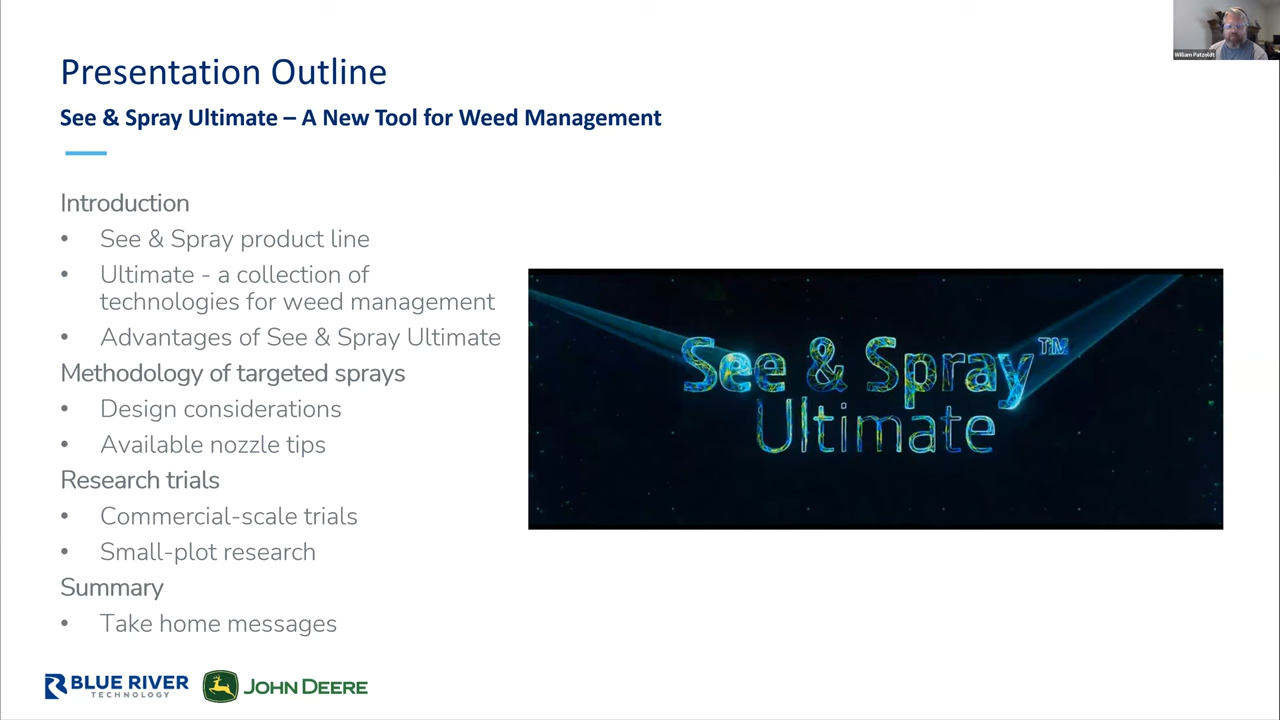 William Patzoldt
Presentation Outline
See & Spray Ultimate – A New Tool for Weed Management
Introduction
• See & Spray product line
• Ultimate - a collection of
technologies for weed management
• Advantages of See & Spray Ultimate
Methodology of targeted sprays
• Design considerations
• Available nozzle tips
Research trials
• Commercial-scale trials
• Small-plot research
Summary
• Take home messages
See & Spray™
Ultimate
BLUE RIVER
TECHNOLOGY
JOHN DEERE